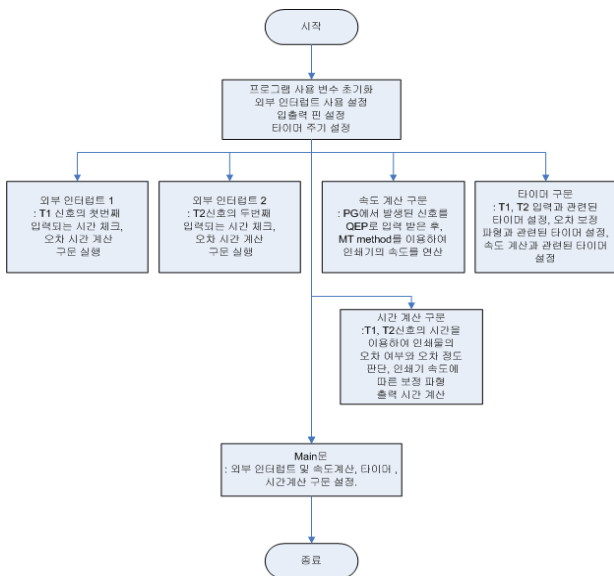 시작
프로그램 사용 변수 초기화
외부 인터럽트 사용 설정
입출력 핀 설정
타이머 주기 설정
외부 인터럽트 1
: T1 신호의 첫번째
입력되는 시간 체크,
오차 시간 계산
구문 실행
외부 인터럽트 2
: T2신호의 두번째
입력되는 시간 체크,
오차 시간 계산
구문 실행
속도 계산 구문
: PG에서 발생된 신호를
QEP로 입력 받은 후,
MT method를 이용하여
인쇄기의 속도를 연산
타이머 구문
: T1, T2 입력과 관련된
타이머 설정, 오차 보정
파형과 관련된 타이머 설정,
속도 계산과 관련된 타이머
설정
시간 계산 구문
:T1, T2신호의 시간을
이용하여 인쇄물의
오차 여부와 오차 정도
판단, 인쇄기 속도에
따른 보정 파형
출력 시간 계산
Main문
: 외부 인터럽트 및 속도계산, 타이머 ,
시간계산 구문 설정.
종료